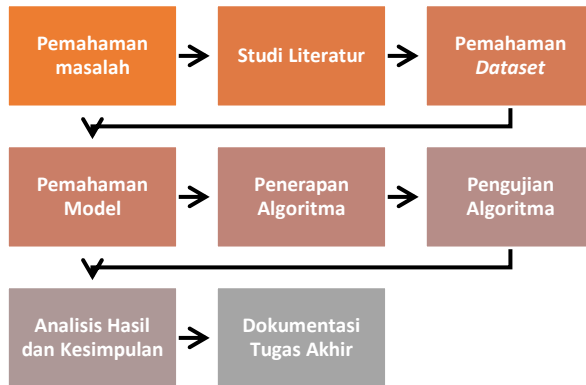 Pemahaman
masalah
Studi Literatur
Pemahaman
Dataset
Pemahaman
Model
Penerapan
Algoritma
Pengujian
Algoritma
Analisis Hasil
dan Kesimpulan
Dokumentasi
Tugas Akhir